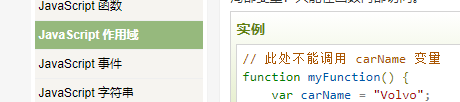 JavaScript 函数
JavaScript 作用域
JavaScript 事件
JavaScript 字符串
实例
// 此处不能调用 carName 变量
function myFunction() {
var carName = "Volvo";